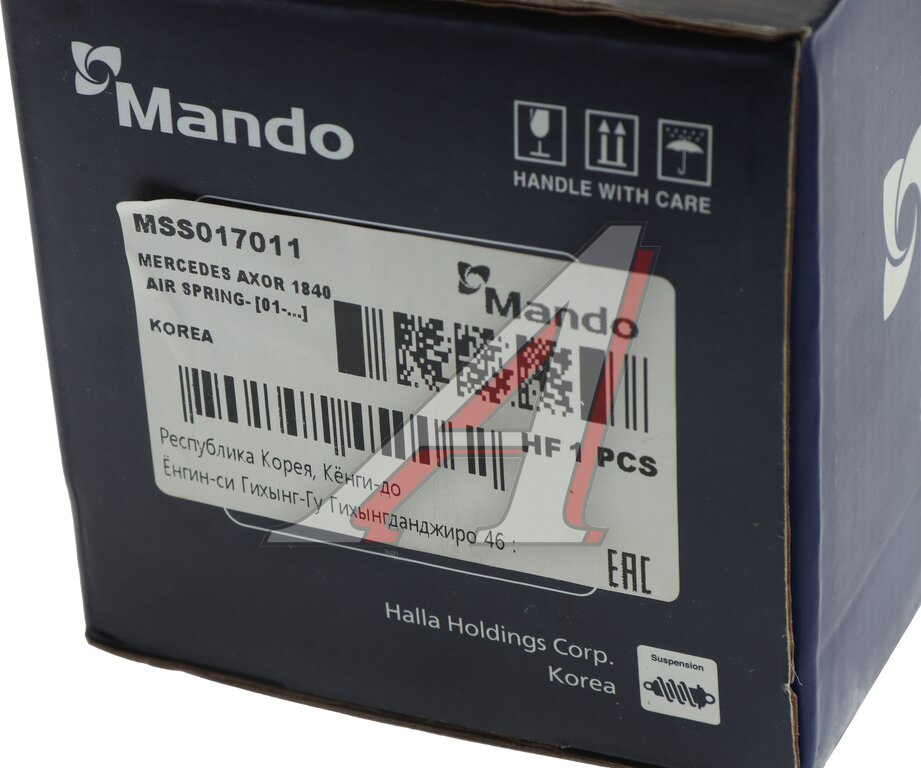 Mando
HANDLE WITH CARE
MSS017011
MERCEDES AXOR 1840
AIR SPRING- [01-...]
KOREA
Mando
HF 1 PCS
Республика Корея, Кёнги-до
Ёнгин-си Гихынг-Гу Тихынгданджиро 46 :
EAC
Halla Holdings Corp.
Korea
Suspension